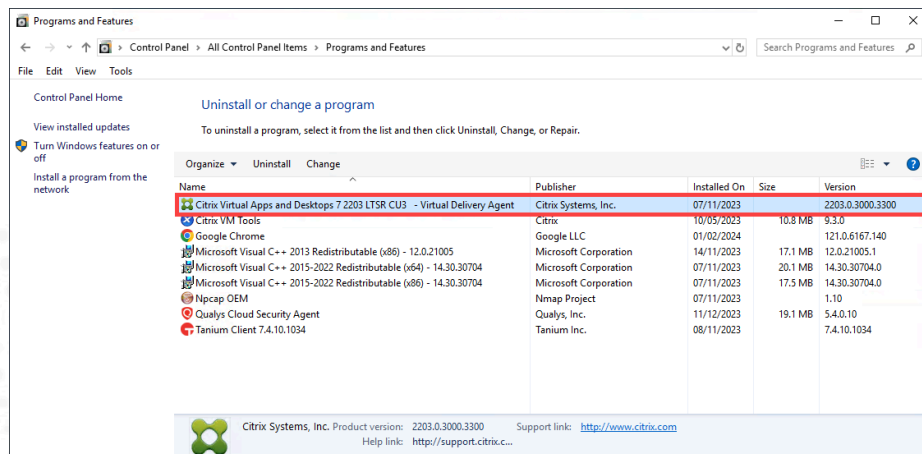 Programs and Features
Control Panel > All Control Panel Items > Programs and Features
Search Programs and Features
File Edit View Tools
Control Panel Home
View installed updates
Turn Windows features on or
off
Install a program from the
network
Uninstall or change a program
To uninstall a program, select it from the list and then click Uninstall, Change, or Repair.
Organize Uninstall Change
Name Publisher Installed On Size Version
Citrix Virtual Apps and Desktops 7 2203 LTSR CU3 - Virtual Delivery Agent Citrix Systems, Inc. 07/11/2023 2203.0.3000.3300
Citrix VM Tools Citrix 10/05/2023 10.8 MB 9.3.0
Google Chrome Google LLC 01/02/2024 121.0.6167.140
Microsoft Visual C++ 2013 Redistributable (x86) - 12.0.21005 Microsoft Corporation 14/11/2023 17.1 MB 12.0.21005.1
Microsoft Visual C++ 2015-2022 Redistributable (x64) - 14.30.30704 Microsoft Corporation 07/11/2023 20.1 MB 14.30.30704.0
Microsoft Visual C++ 2015-2022 Redistributable (x86) - 14.30.30704 Microsoft Corporation 07/11/2023 17.5 MB 14.30.30704.0
Npcap OEM Nmap Project 07/11/2023 1.10
Qualys Cloud Security Agent Qualys, Inc. 11/12/2023 19.1 MB 5.4.0.10
Tanium Client 7.4.10.1034 Tanium Inc. 08/11/2023 7.4.10.1034
Citrix Systems, Inc. Product version: 2203.0.3000.3300 Support link: http://www.citrix.com
Help link: http://support.citrix.c...